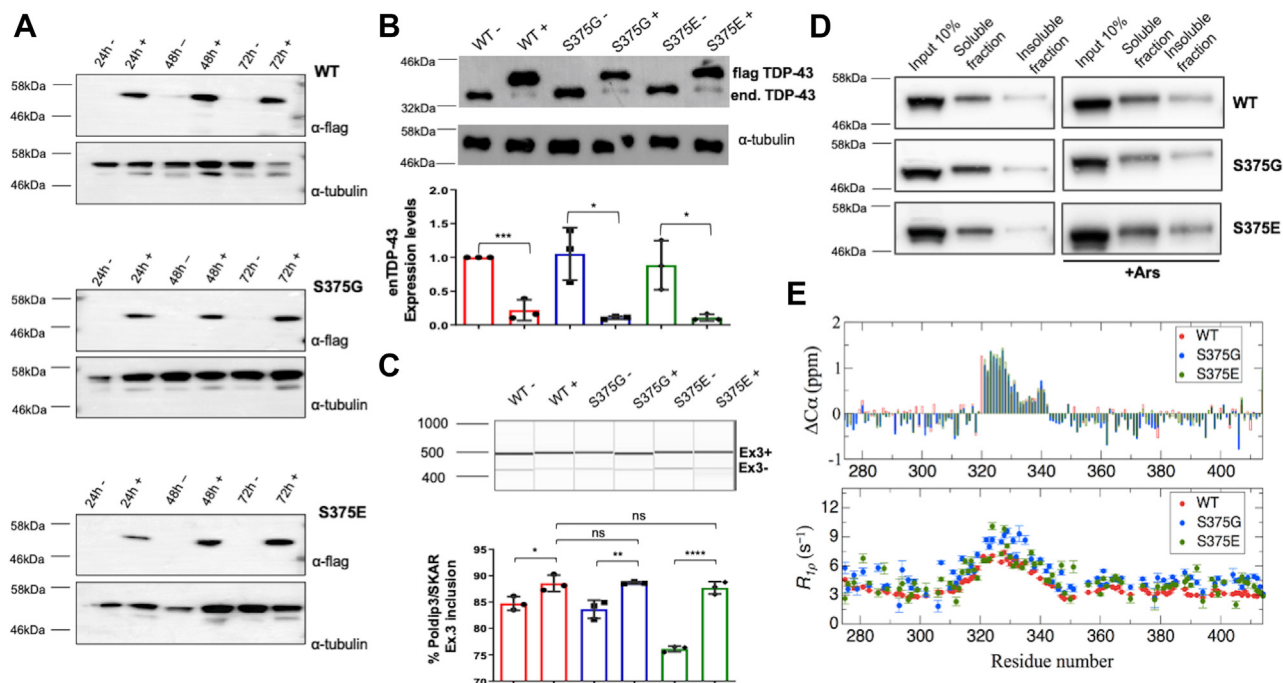 A
24h - 24h + 48h – 48h + 72h - 72h +
WT
58kDa
46kDa
α-flag
58kDa
46kDa
α-tubulin
24h - 24h + 48h – 48h + 72h - 72h +
S375G
58kDa
46kDa
α-flag
58kDa
46kDa
α-tubulin
24h - 24h + 48h – 48h + 72h - 72h +
S375E
58kDa
46kDa
α-flag
58kDa
46kDa
α-tubulin
B
WT - WT + S375G - S375G + S375E - S375E +
46kDa
flag TDP-43
end. TDP-43
32kDa
58kDa
α-tubulin
46kDa
enTDP-43
Expression levels
2.0
1.5
1.0
0.5
0.0
*** * *
C
WT - WT + S375G - S375G + S375E - S375E +
1000
500
400
Ex3+
Ex3-
% Poldip3/SKAR
Ex.3 inclusion
95
90
85
80
75
70
ns
ns
* ** ****
D
Input 10% Soluble fraction Insoluble fraction Input 10% Soluble fraction Insoluble fraction
58kDa
46kDa
WT
58kDa
46kDa
S375G
58kDa
46kDa
S375E
+Ars
E
ΔCα (ppm)
2
1
0
-1
WT
S375G
S375E
280 300 320 340 360 380 400
R1ρ (s⁻¹)
12
9
6
3
0
WT
S375G
S375E
280 300 320 340 360 380 400
Residue number